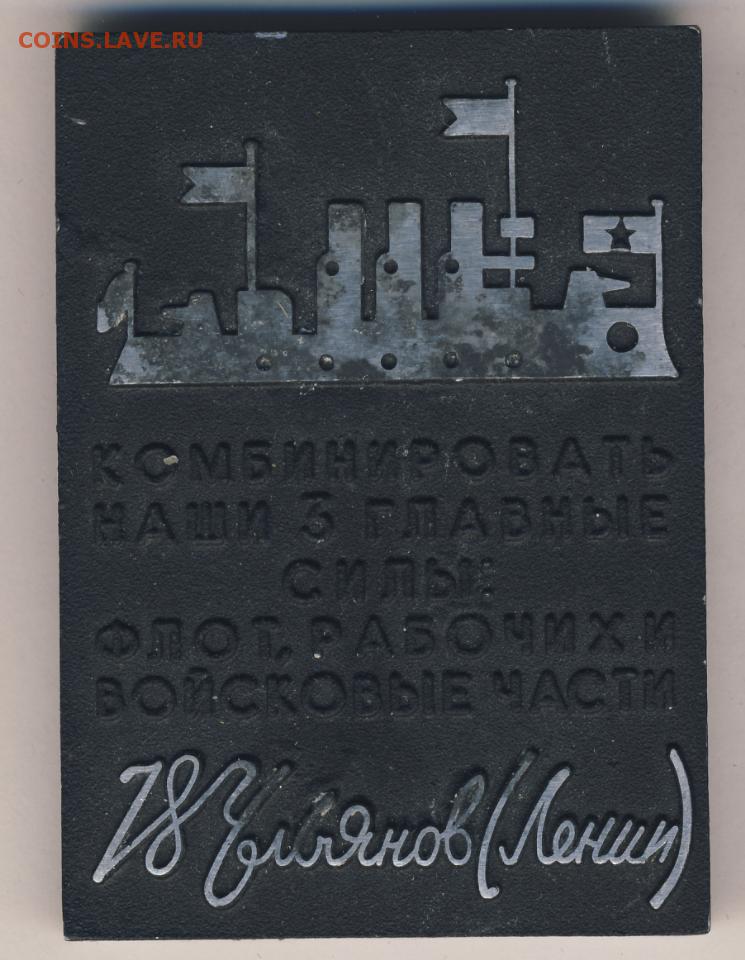 COINS.LAVE.RU
КОМБИНИРОВАТЬ
НАШИ 3 ГЛАВНЫЕ
СИЛЫ:
ФЛОТ, РАБОЧИХ И
ВОЙСКОВЫЕ ЧАСТИ
В Ульянов (Ленин)